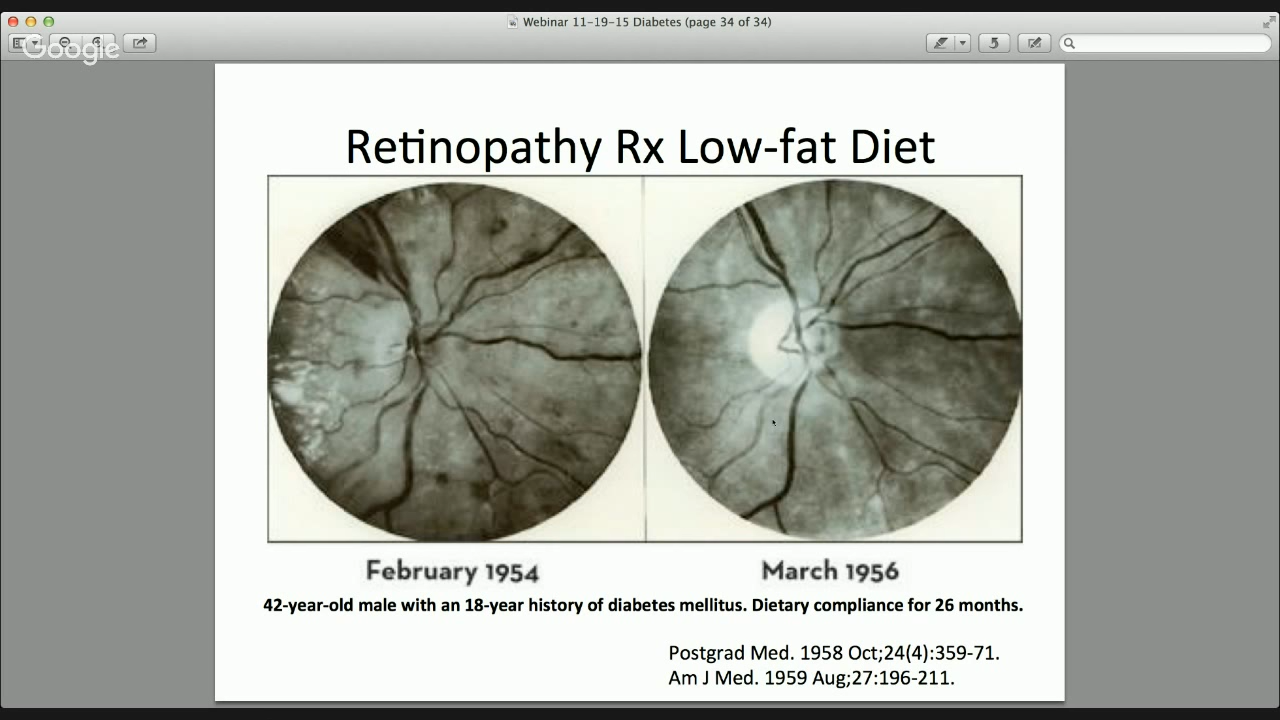 Webinar 11-19-15 Diabetes (page 34 of 34)
Google
5
Retinopathy Rx Low-fat Diet
February 1954
March 1956
42-year-old male with an 18-year history of diabetes mellitus. Dietary compliance for 26 months.
Postgrad Med. 1958 Oct;24(4):359-71.
Am J Med. 1959 Aug;27:196-211.